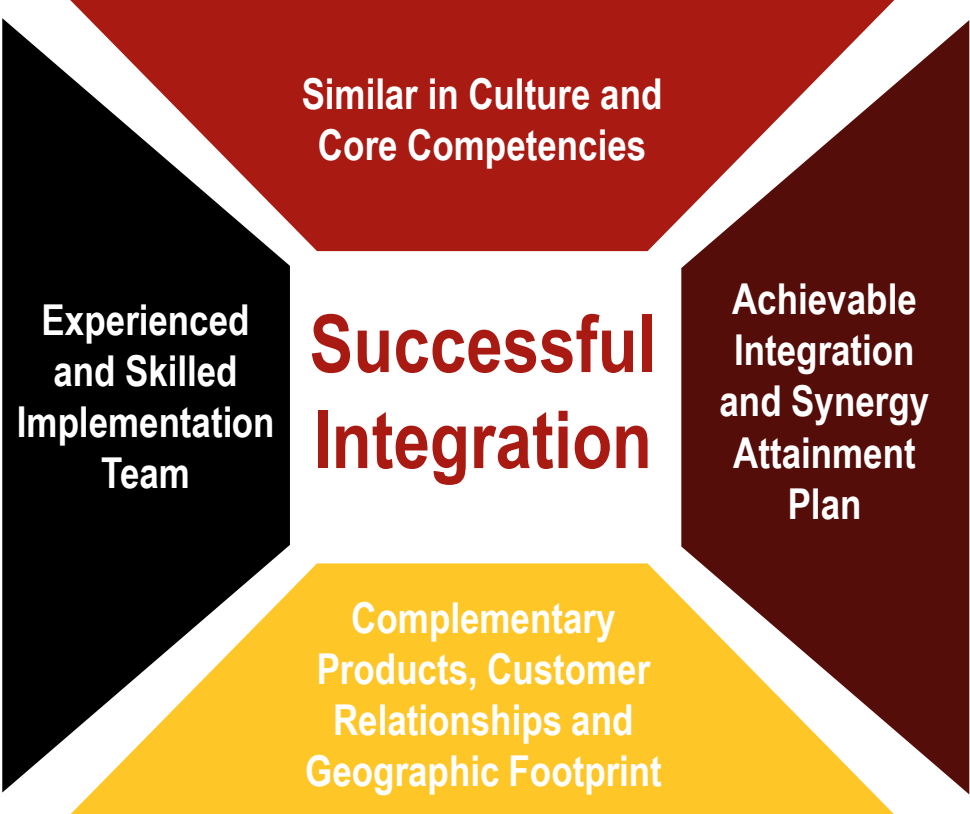 Similar in Culture and
Core Competencies
Experienced
and Skilled
Implementation
Team
Successful
Integration
Achievable
Integration
and Synergy
Attainment
Plan
Complementary
Products, Customer
Relationships and
Geographic Footprint